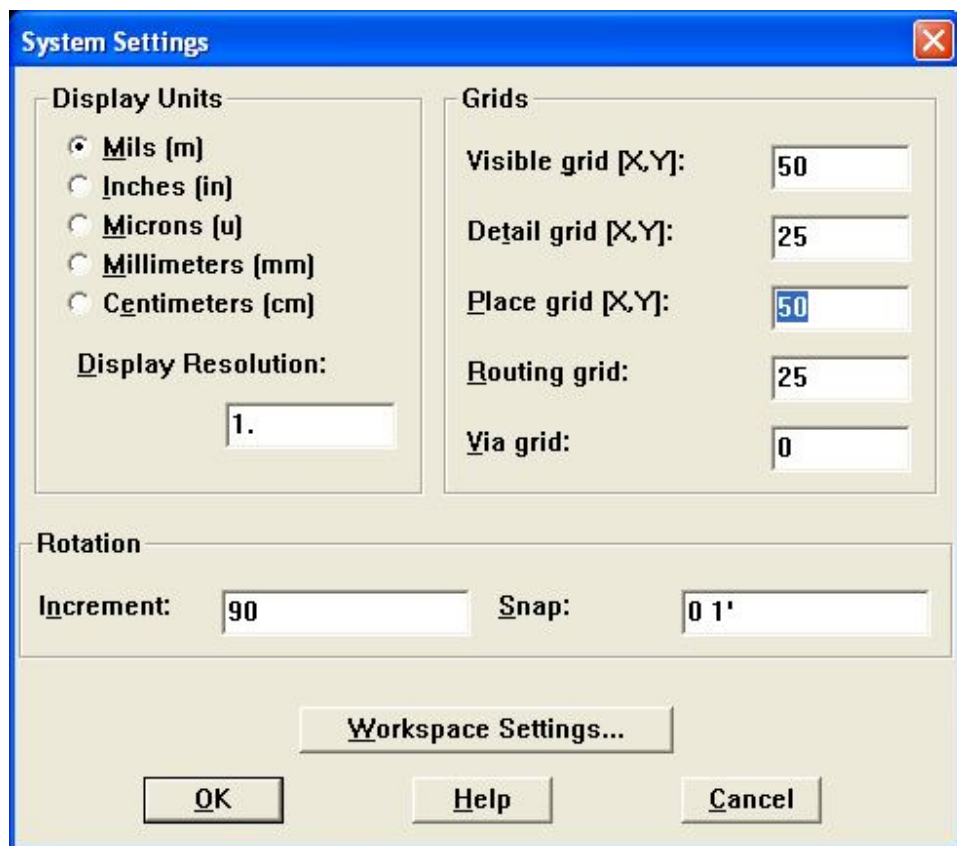 System Settings
Display Units
Mils (m)
Inches (in)
Microns (u)
Millimeters (mm)
Centimeters (cm)
Display Resolution:
1.
Grids
Visible grid [X,Y]: 50
Detail grid [X,Y]: 25
Place grid [X,Y]: 50
Routing grid: 25
Via grid: 0
Rotation
Increment: 90 Snap: 0 1'
Workspace Settings...
OK Help Cancel